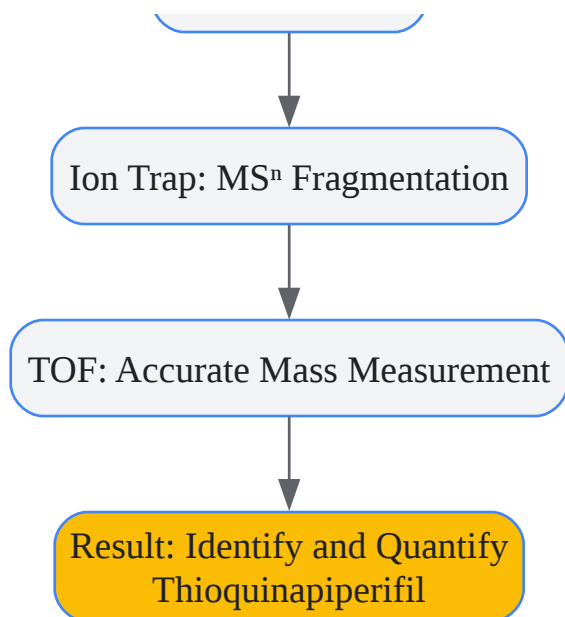 Ion Trap: MSⁿ Fragmentation
TOF: Accurate Mass Measurement
Result: Identify and Quantify
Thioquinapiperifil